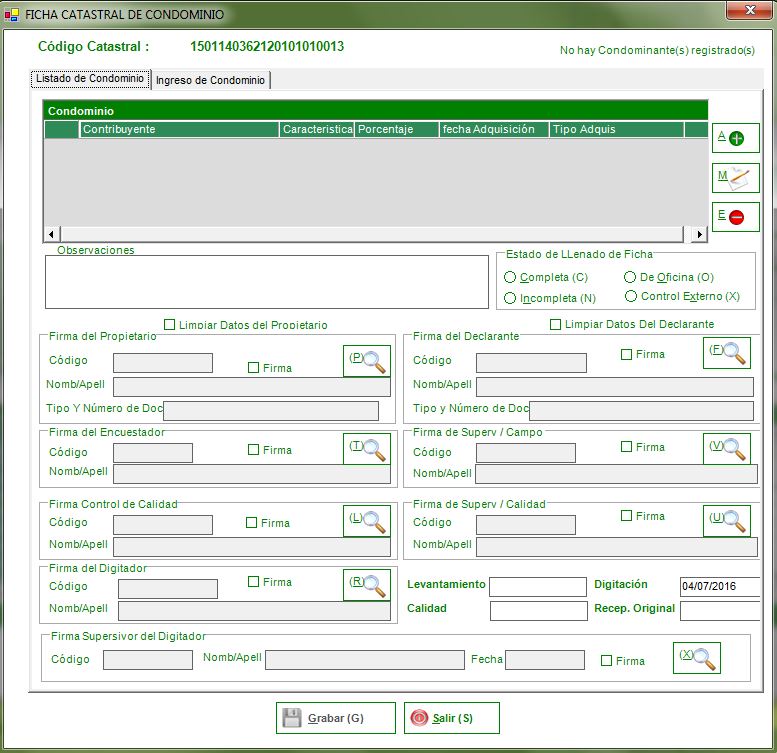 FICHA CATASTRAL DE CONDOMINIO
Código Catastral : 1501140362120101010013
No hay Condominante(s) registrado(s)
Listado de Condominio Ingreso de Condominio
Condominio
Contribuyente Caracteristica Porcentaje fecha Adquisición Tipo Adquis
A
M
E
Observaciones
Estado de LLenado de Ficha
Completa (C) De Oficina (O)
Incompleta (N) Control Externo (X)
Limpiar Datos del Propietario Limpiar Datos Del Declarante
Firma del Propietario
Código Firma (P)
Nomb/Apell
Tipo Y Número de Doc
Firma del Declarante
Código Firma (F)
Nomb/Apell
Tipo y Número de Doc
Firma del Encuestador
Código Firma (T)
Nomb/Apell
Firma de Superv / Campo
Código Firma (V)
Nomb/Apell
Firma Control de Calidad
Código Firma (L)
Nomb/Apell
Firma de Superv / Calidad
Código Firma (U)
Nomb/Apell
Firma del Digitador
Código Firma (R)
Nomb/Apell
Levantamiento Digitación 04/07/2016
Calidad Recep. Original
Firma Supersivor del Digitador
Código Nomb/Apell Fecha Firma (X)
Grabar (G) Salir (S)